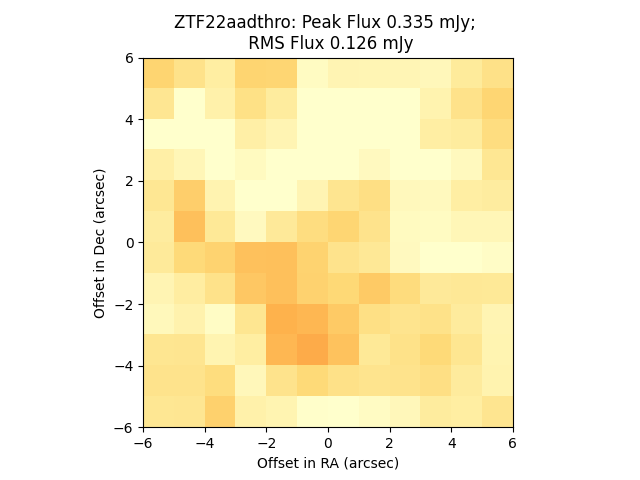 ZTF22aadthro: Peak Flux 0.335 mJy;
RMS Flux 0.126 mJy
6
4
2
0
−2
−4
−6
Offset in Dec (arcsec)
−6 −4 −2 0 2 4 6
Offset in RA (arcsec)